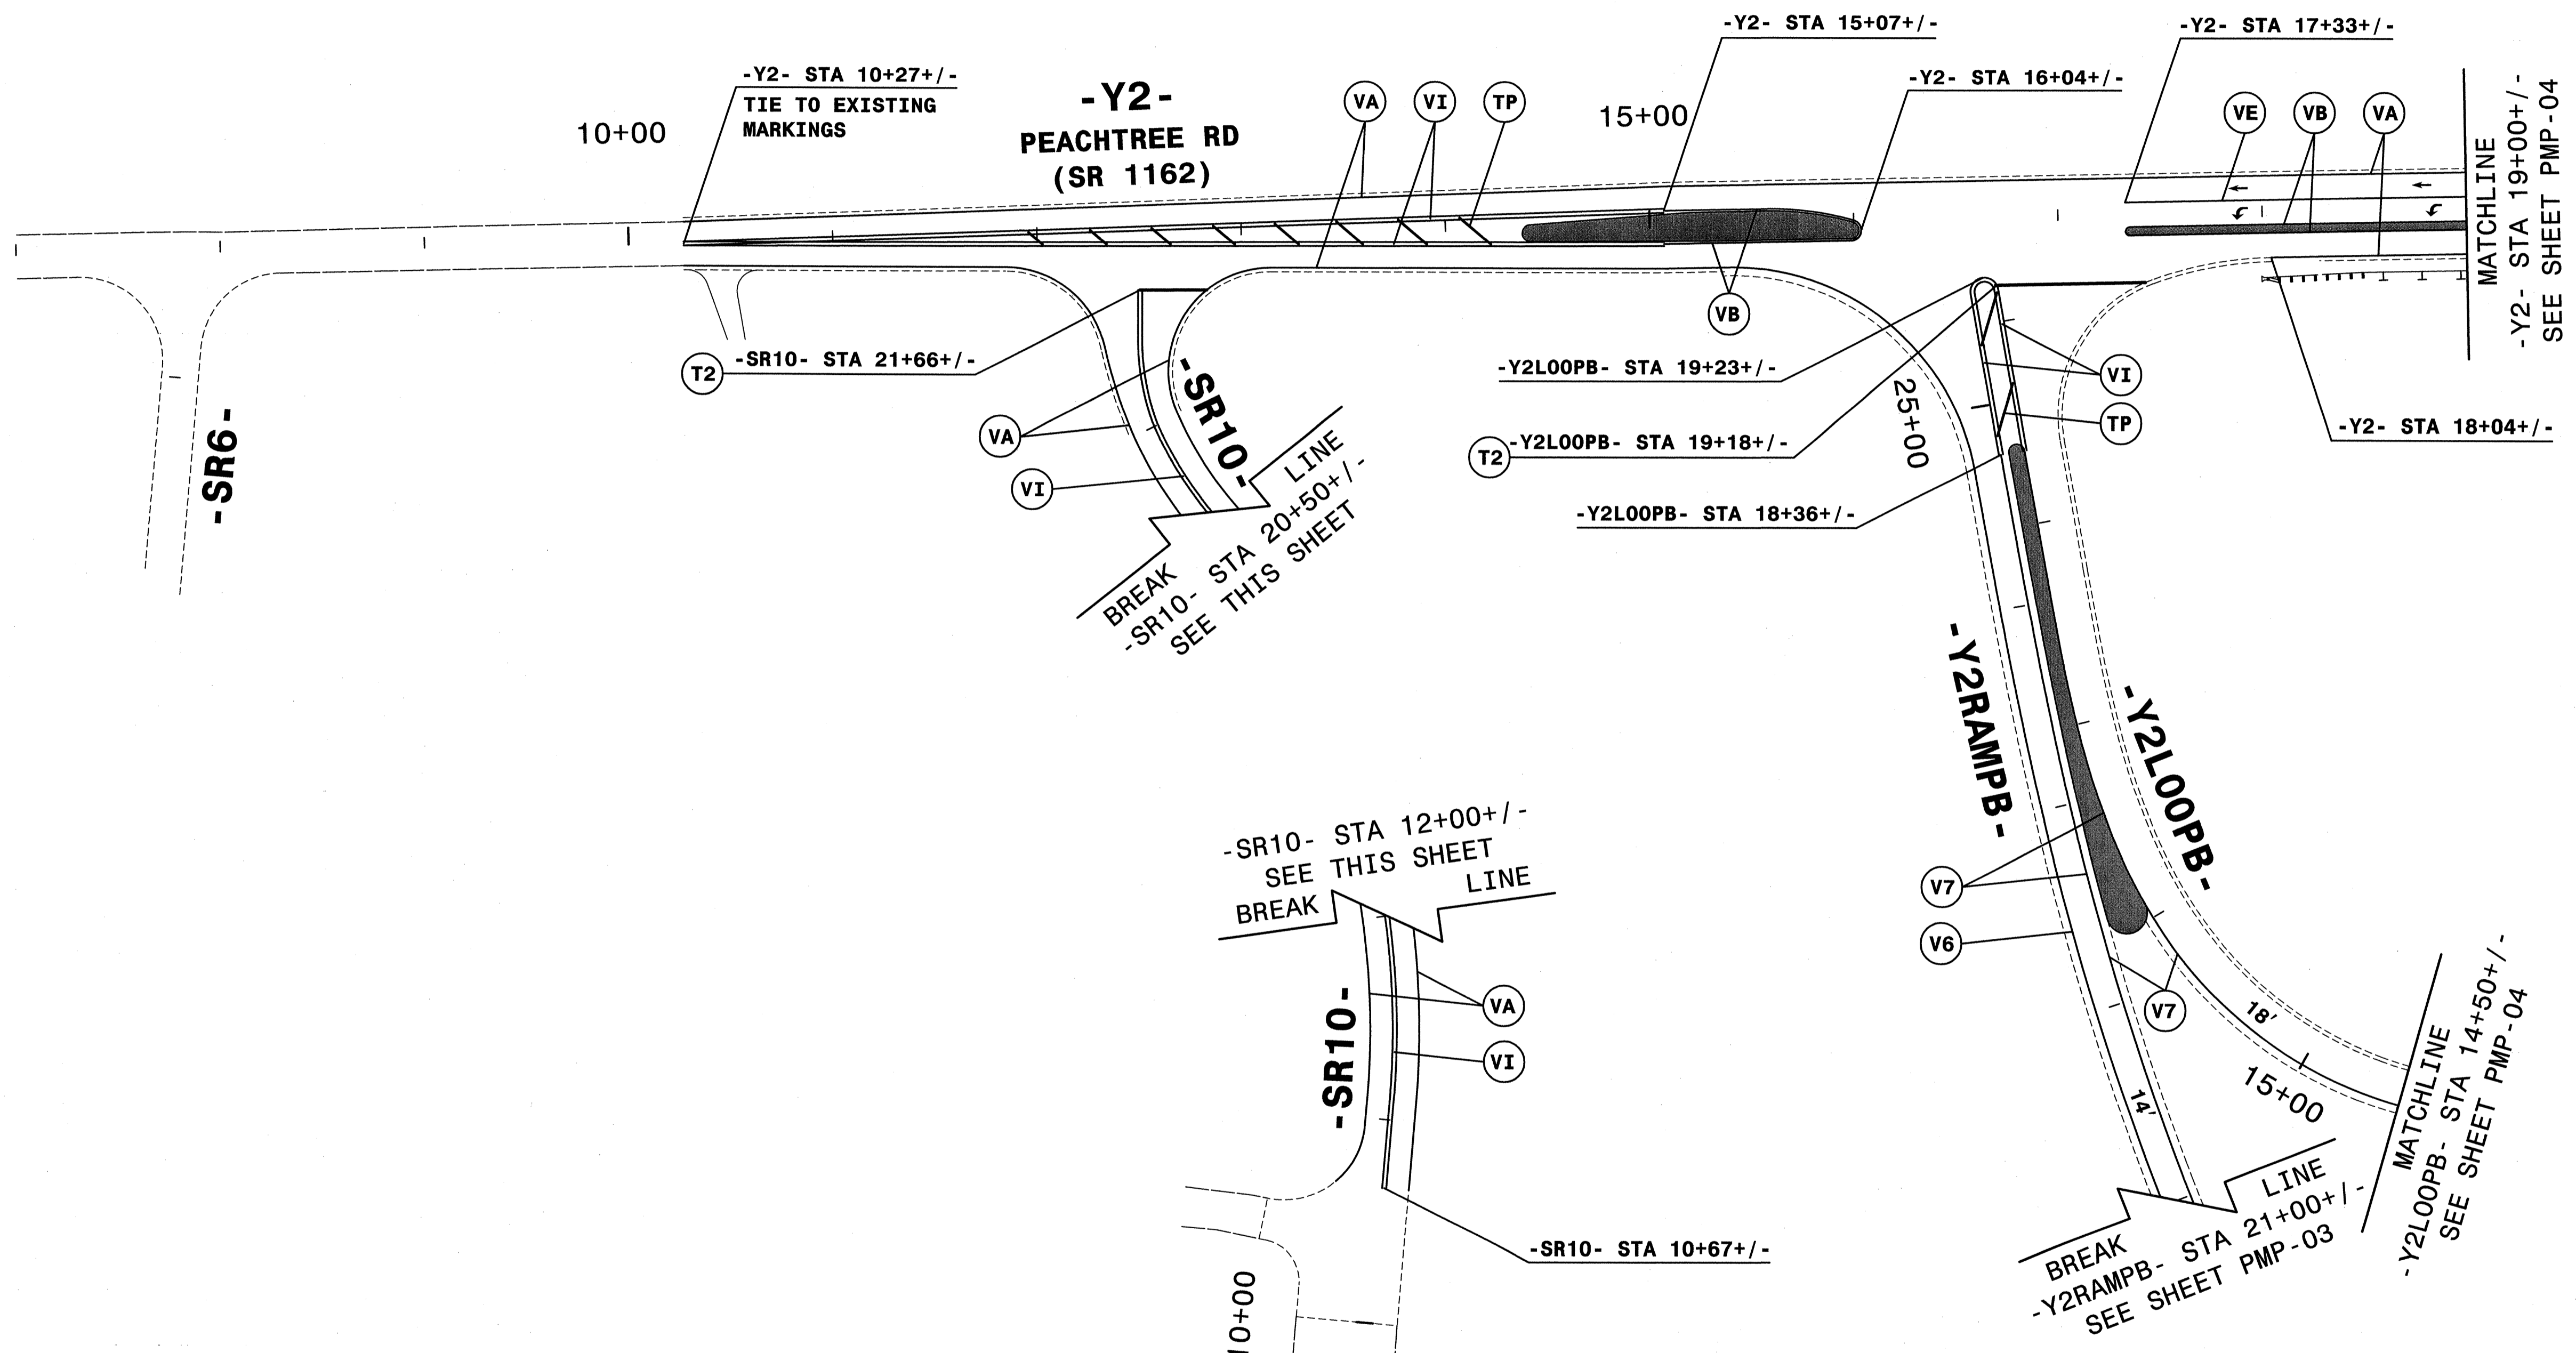 -Y2- STA 15+07+/-
-Y2- STA 17+33+/-
-Y2- STA 10+27+/-
TIE TO EXISTING
MARKINGS
-Y2-
PEACHTREE RD
(SR 1162)
10+00
VA
VI
TP
15+00
-Y2- STA 16+04+/-
VE
VB
VA
MATCHLINE
-Y2- STA 19+00+/-
SEE SHEET PMP-04
VB
T2
-SR10- STA 21+66+/-
-SR10-
VA
VI
BREAK LINE
-SR10- STA 20+50+/-
SEE THIS SHEET
-SR6-
-Y2LOOPB- STA 19+23+/-
T2
-Y2LOOPB- STA 19+18+/-
-Y2LOOPB- STA 18+36+/-
25+00
VI
TP
-Y2- STA 18+04+/-
-Y2RAMPB-
-Y2LOOPB-
V7
V6
V7
18'
15+00
14'
MATCHLINE
-Y2LOOPB- STA 14+50+/-
SEE SHEET PMP-04
BREAK LINE
-Y2RAMPB- STA 21+00+/-
SEE SHEET PMP-03
-SR10- STA 12+00+/-
SEE THIS SHEET
BREAK LINE
-SR10-
VA
VI
-SR10- STA 10+67+/-
10+00